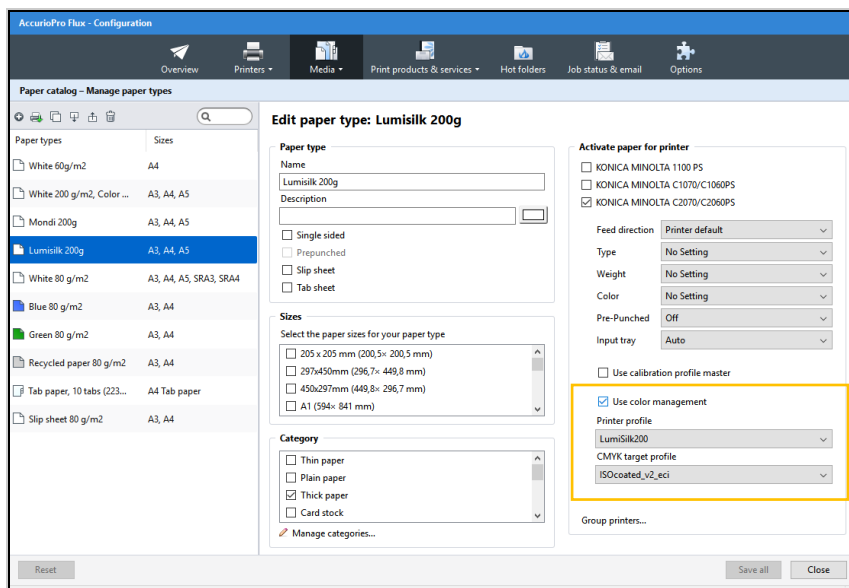 AccurioPro Flux - Configuration
Overview
Printers
Media
Print products & services
Hot folders
Job status & email
Options
Paper catalog – Manage paper types
Paper types Sizes
White 60g/m2 A4
White 200 g/m2, Color ... A3, A4, A5
Mondi 200g A3, A4, A5
Lumisilk 200g A3, A4, A5
White 80 g/m2 A3, A4, A5, SRA3, SRA4
Blue 80 g/m2 A3, A4
Green 80 g/m2 A3, A4
Recycled paper 80 g/m2 A3, A4
Tab paper, 10 tabs (223... A4 Tab paper
Slip sheet 80 g/m2 A3, A4
Edit paper type: Lumisilk 200g
Paper type
Name
Lumisilk 200g
Description
Single sided
Prepunched
Slip sheet
Tab sheet
Sizes
Select the paper sizes for your paper type
205 x 205 mm (200,5× 200,5 mm)
297x450mm (296,7× 449,8 mm)
450x297mm (449,8× 296,7 mm)
A1 (594× 841 mm)
Category
Thin paper
Plain paper
Thick paper
Card stock
Manage categories...
Activate paper for printer
KONICA MINOLTA 1100 PS
KONICA MINOLTA C1070/C1060PS
KONICA MINOLTA C2070/C2060PS
Feed direction Printer default
Type No Setting
Weight No Setting
Color No Setting
Pre-Punched Off
Input tray Auto
Use calibration profile master
Use color management
Printer profile
LumiSilk200
CMYK target profile
ISOcoated_v2_eci
Group printers...
Reset
Save all
Close